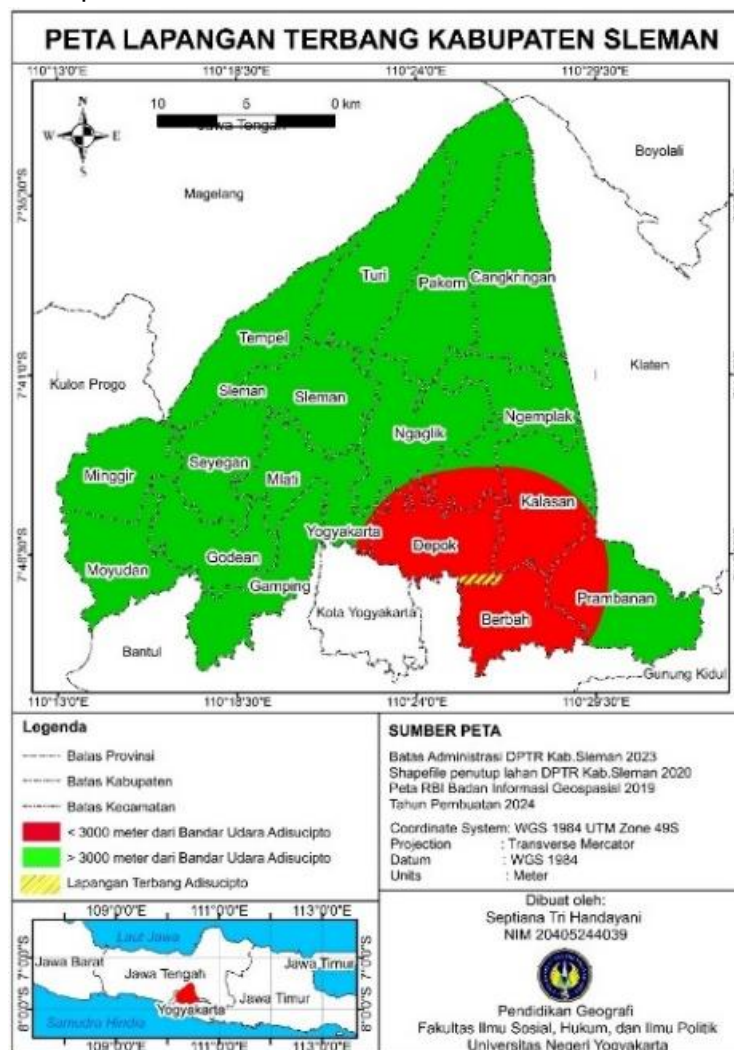 PETA LAPANGAN TERBANG KABUPATEN SLEMAN
110°13'0"E 110°18'30"E 110°24'0"E 110°29'30"E
N
W E
S
10 5 0 km
Jawa Tengah
Boyolali
Magelang
7°35'30"S
Turi
Pakem
Cangkringan
Tempel
Klaten
7°41'0"S
Kulon Progo
Sleman
Sleman
Ngemplak
Ngaglik
Seyegan
Minggir
Mlati
Kalasan
Yogyakarta
Depok
7°46'30"S
Godean
Moyudan
Gamping
Prambanan
Kota Yogyakarta
Berbah
Bantul
Gunung Kidul
110°13'0"E 110°18'30"E 110°24'0"E 110°29'30"E
Legenda
Batas Provinsi
Batas Kabupaten
Batas Kecamatan
< 3000 meter dari Bandar Udara Adisucipto
> 3000 meter dari Bandar Udara Adisucipto
Lapangan Terbang Adisucipto
SUMBER PETA
Batas Administrasi DPTR Kab.Sleman 2023
Shapefile penutup lahan DPTR Kab.Sleman 2020
Peta RBI Badan Informasi Geospasial 2019
Tahun Pembuatan 2024
Coordinate System: WGS 1984 UTM Zone 49S
Projection : Transverse Mercator
Datum : WGS 1984
Units : Meter
109°0'0"E 111°0'0"E 113°0'0"E
Laut Jawa
7°0'0"S 7°0'0"S
Jawa Barat
Jawa Tengah
Jawa Timur
Jawa Timur
Yogyakarta
8°0'0"S 8°0'0"S
Samudra Hindia
109°0'0"E 111°0'0"E 113°0'0"E
Dibuat oleh:
Septiana Tri Handayani
NIM 20405244039
Pendidikan Geografi
Fakultas Ilmu Sosial, Hukum, dan Ilmu Politik
Universitas Negeri Yogyakarta